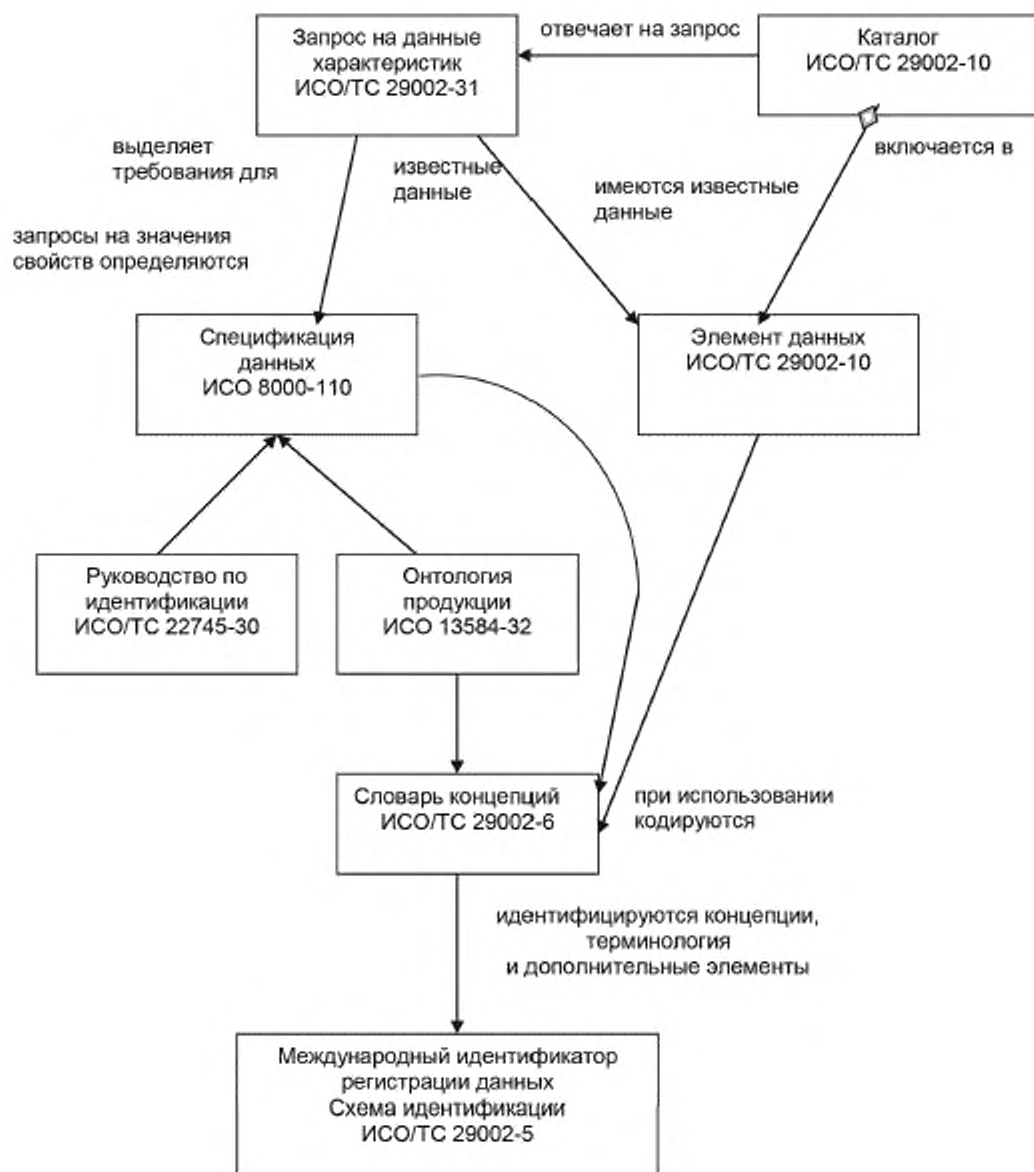 Запрос на данные
характеристик
ИСО/ТС 29002-31
отвечает на запрос
Каталог
ИСО/ТС 29002-10
выделяет
требования для
известные
данные
имеются известные
данные
включается в
запросы на значения
свойств определяются
Спецификация
данных
ИСО 8000-110
Элемент данных
ИСО/ТС 29002-10
Руководство по
идентификации
ИСО/ТС 22745-30
Онтология
продукции
ИСО 13584-32
Словарь концепций
ИСО/ТС 29002-6
при использовании
кодируются
идентифицируются концепции,
терминология
и дополнительные элементы
Международный идентификатор
регистрации данных
Схема идентификации
ИСО/ТС 29002-5